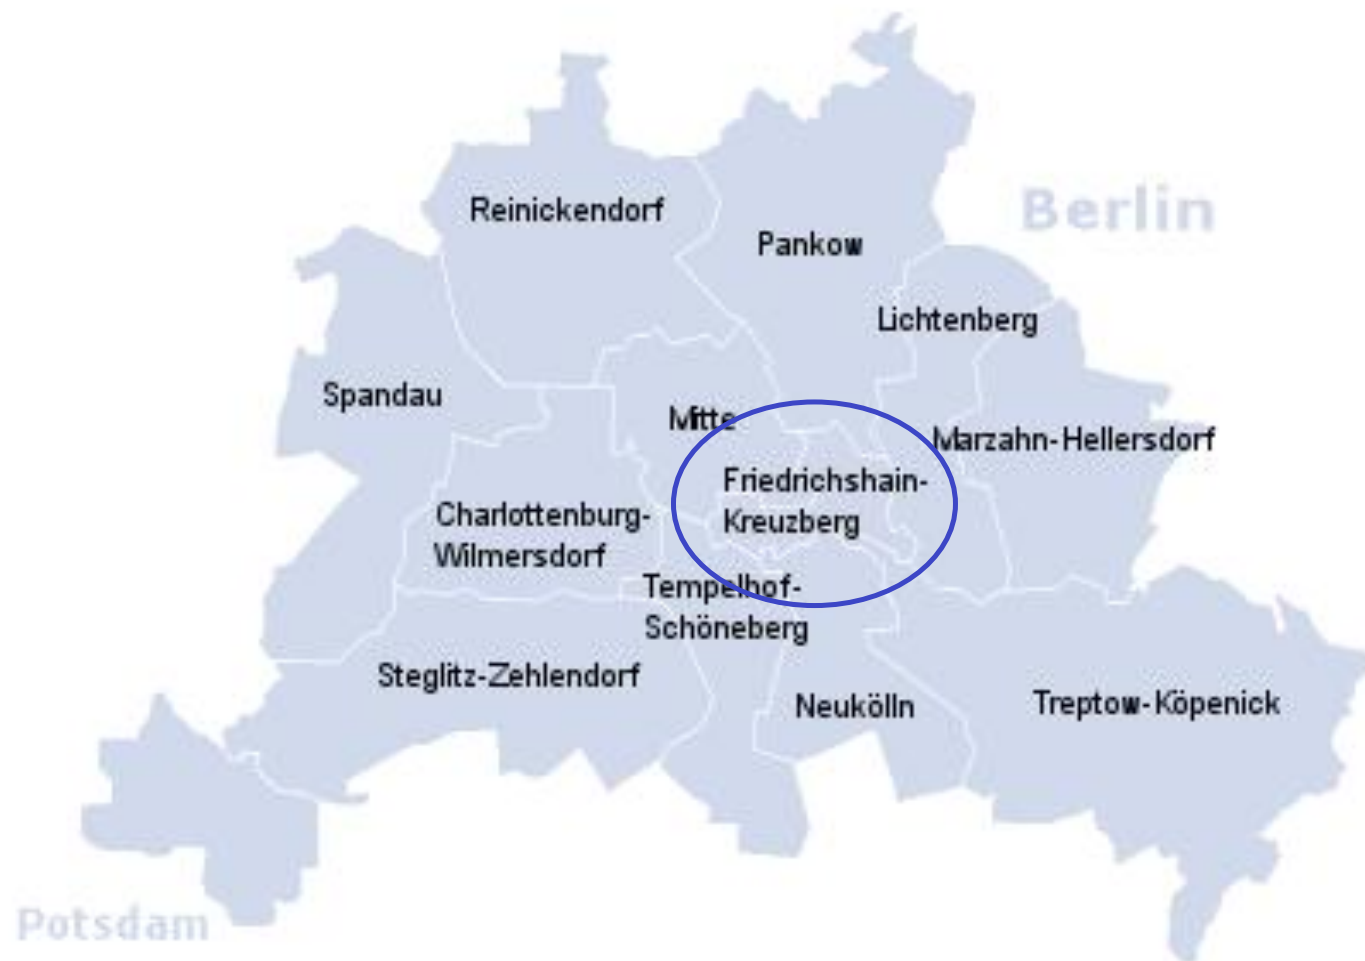 Reinickendorf
Berlin
Pankow
Lichtenberg
Spandau
Mitte
Marzahn-Hellersdorf
Friedrichshain-
Kreuzberg
Charlottenburg-
Wilmersdorf
Tempelhof-
Schöneberg
Steglitz-Zehlendorf
Neukölln
Treptow-Köpenick
Potsdam